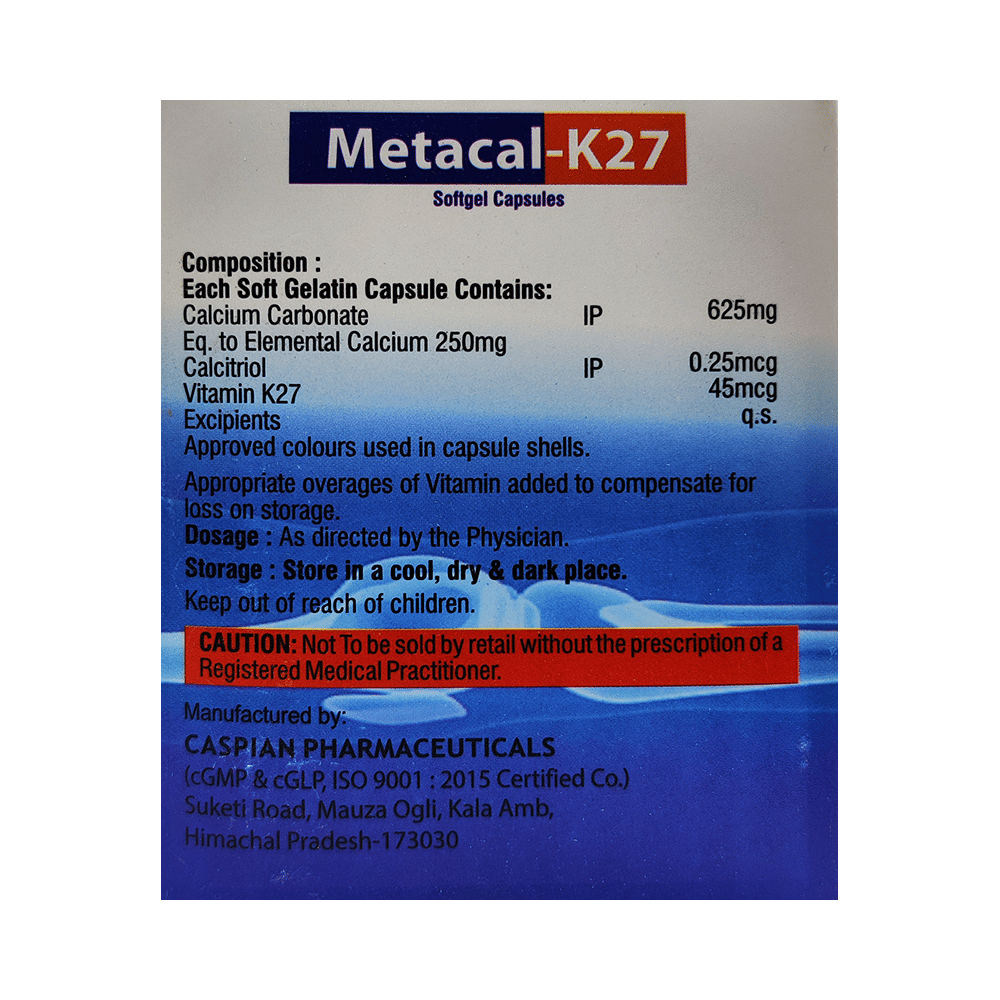 Metacal-K27
Softgel Capsules
Composition :
Each Soft Gelatin Capsule Contains:
Calcium Carbonate IP 625mg
Eq. to Elemental Calcium 250mg
Calcitriol IP 0.25mcg
Vitamin K27 45mcg
Excipients q.s.
Approved colours used in capsule shells.
Appropriate overages of Vitamin added to compensate for
loss on storage.
Dosage : As directed by the Physician.
Storage : Store in a cool, dry & dark place.
Keep out of reach of children.
CAUTION: Not To be sold by retail without the prescription of a
Registered Medical Practitioner.
Manufactured by:
CASPIAN PHARMACEUTICALS
(cGMP & cGLP, ISO 9001 : 2015 Certified Co.)
Suketi Road, Mauza Ogli, Kala Amb,
Himachal Pradesh-173030